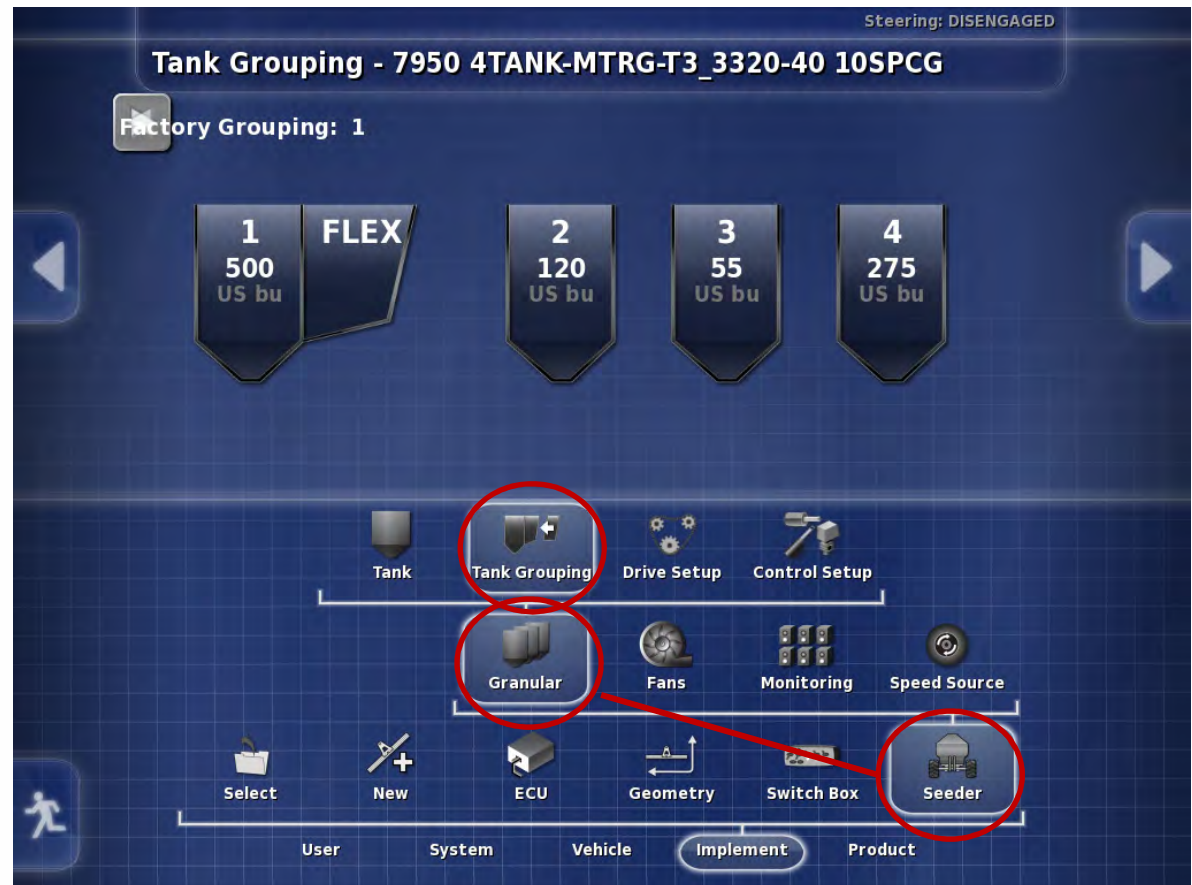 Steering: DISENGAGED
Tank Grouping - 7950 4TANK-MTRG-T3_3320-40 10SPCG
Factory Grouping: 1
1 FLEX 2 3 4
500 120 55 275
US bu US bu US bu US bu
Tank Tank Grouping Drive Setup Control Setup
Granular Fans Monitoring Speed Source
Select New ECU Geometry Switch Box Seeder
User System Vehicle Implement Product